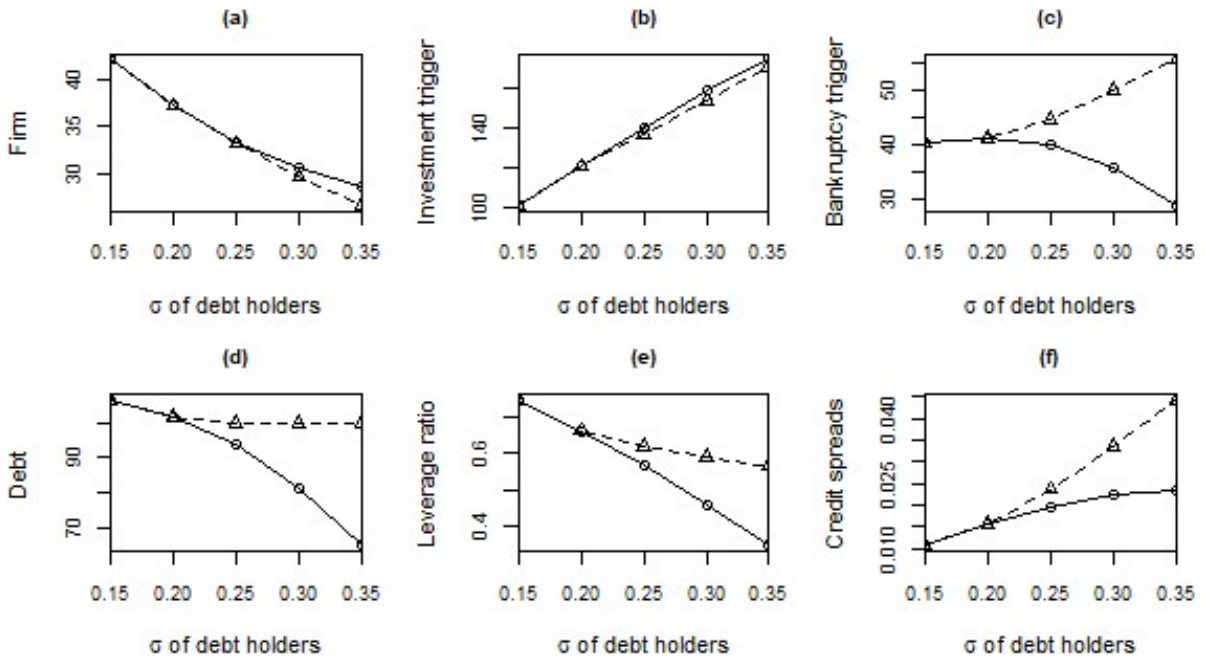 (a)
Firm
40
35
30
0.15 0.20 0.25 0.30 0.35
σ of debt holders
(b)
Investment trigger
140
100
0.15 0.20 0.25 0.30 0.35
σ of debt holders
(c)
Bankruptcy trigger
50
40
30
0.15 0.20 0.25 0.30 0.35
σ of debt holders
(d)
Debt
90
70
0.15 0.20 0.25 0.30 0.35
σ of debt holders
(e)
Leverage ratio
0.6
0.4
0.15 0.20 0.25 0.30 0.35
σ of debt holders
(f)
Credit spreads
0.040
0.025
0.010
0.15 0.20 0.25 0.30 0.35
σ of debt holders